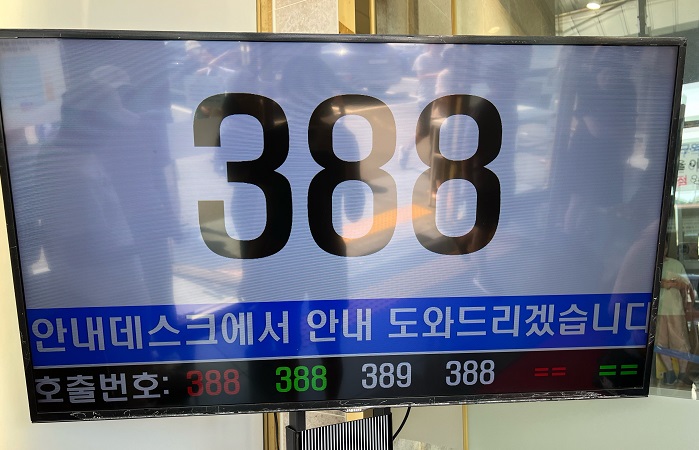 388
안내데스크에서 안내 도와드리겠습니다
호출번호: 388 388 389 388 == ==